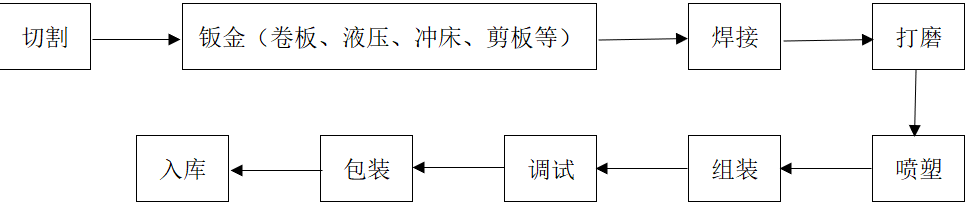 切割
钣金（卷板、液压、冲床、剪板等）
焊接
打磨
喷塑
组装
调试
包装
入库